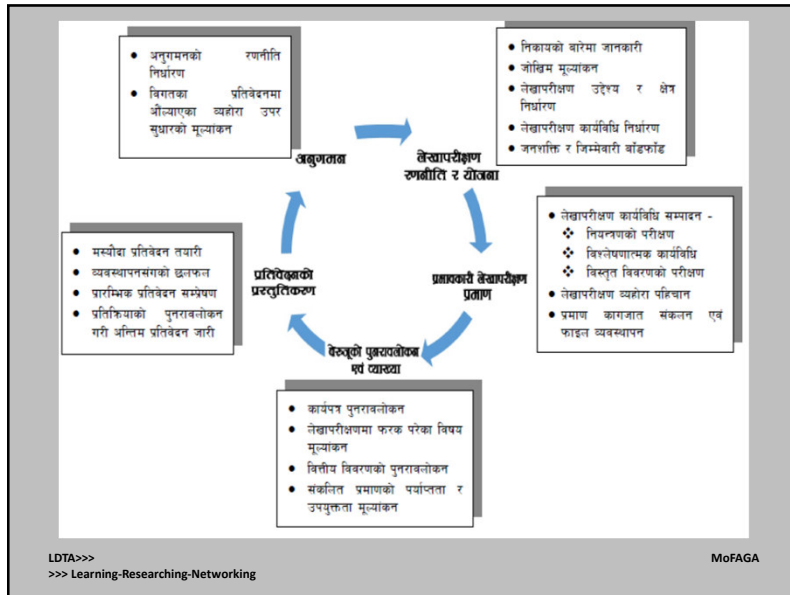 अनुगमनको रणनीति
निर्धारण
विगतका प्रतिवेदनमा
औंल्याएका व्यहोरा उपर
सुधारको मूल्यांकन
निकायको बारेमा जानकारी
जोखिम मूल्यांकन
लेखापरीक्षण उद्देश्य र क्षेत्र
निर्धारण
लेखापरीक्षण कार्यविधि निर्धारण
जनशक्ति र जिम्मेवारी बाँडफाँड
अनुगमन
लेखापरीक्षण
रणनीति र योजना
लेखापरीक्षण कार्यविधि सम्पादन -
नियन्त्रणको परीक्षण
विश्लेषणात्मक कार्यविधि
विस्तृत विवरणको परीक्षण
लेखापरीक्षण व्यहोरा पहिचान
प्रमाण कागजात संकलन एवं
फाइल व्यवस्थापन
मस्यौदा प्रतिवेदन तयारी
व्यवस्थापनसंगको छलफल
प्रारम्भिक प्रतिवेदन सम्प्रेषण
प्रतिक्रियाको पुनरावलोकन
गरी अन्तिम प्रतिवेदन जारी
प्रतिवेदनको
प्रस्तुतिकरण
प्रभावकारी लेखापरीक्षण
प्रमाण
बेरुजूको पुनरावलोकन
एवं व्याख्या
कार्यपत्र पुनरावलोकन
लेखापरीक्षणमा फरक परेका विषय
मूल्यांकन
वित्तीय विवरणको पुनरावलोकन
संकलित प्रमाणको पर्याप्तता र
उपयुक्तता मूल्यांकन
LDTA>>>
MoFAGA
>>> Learning-Researching-Networking